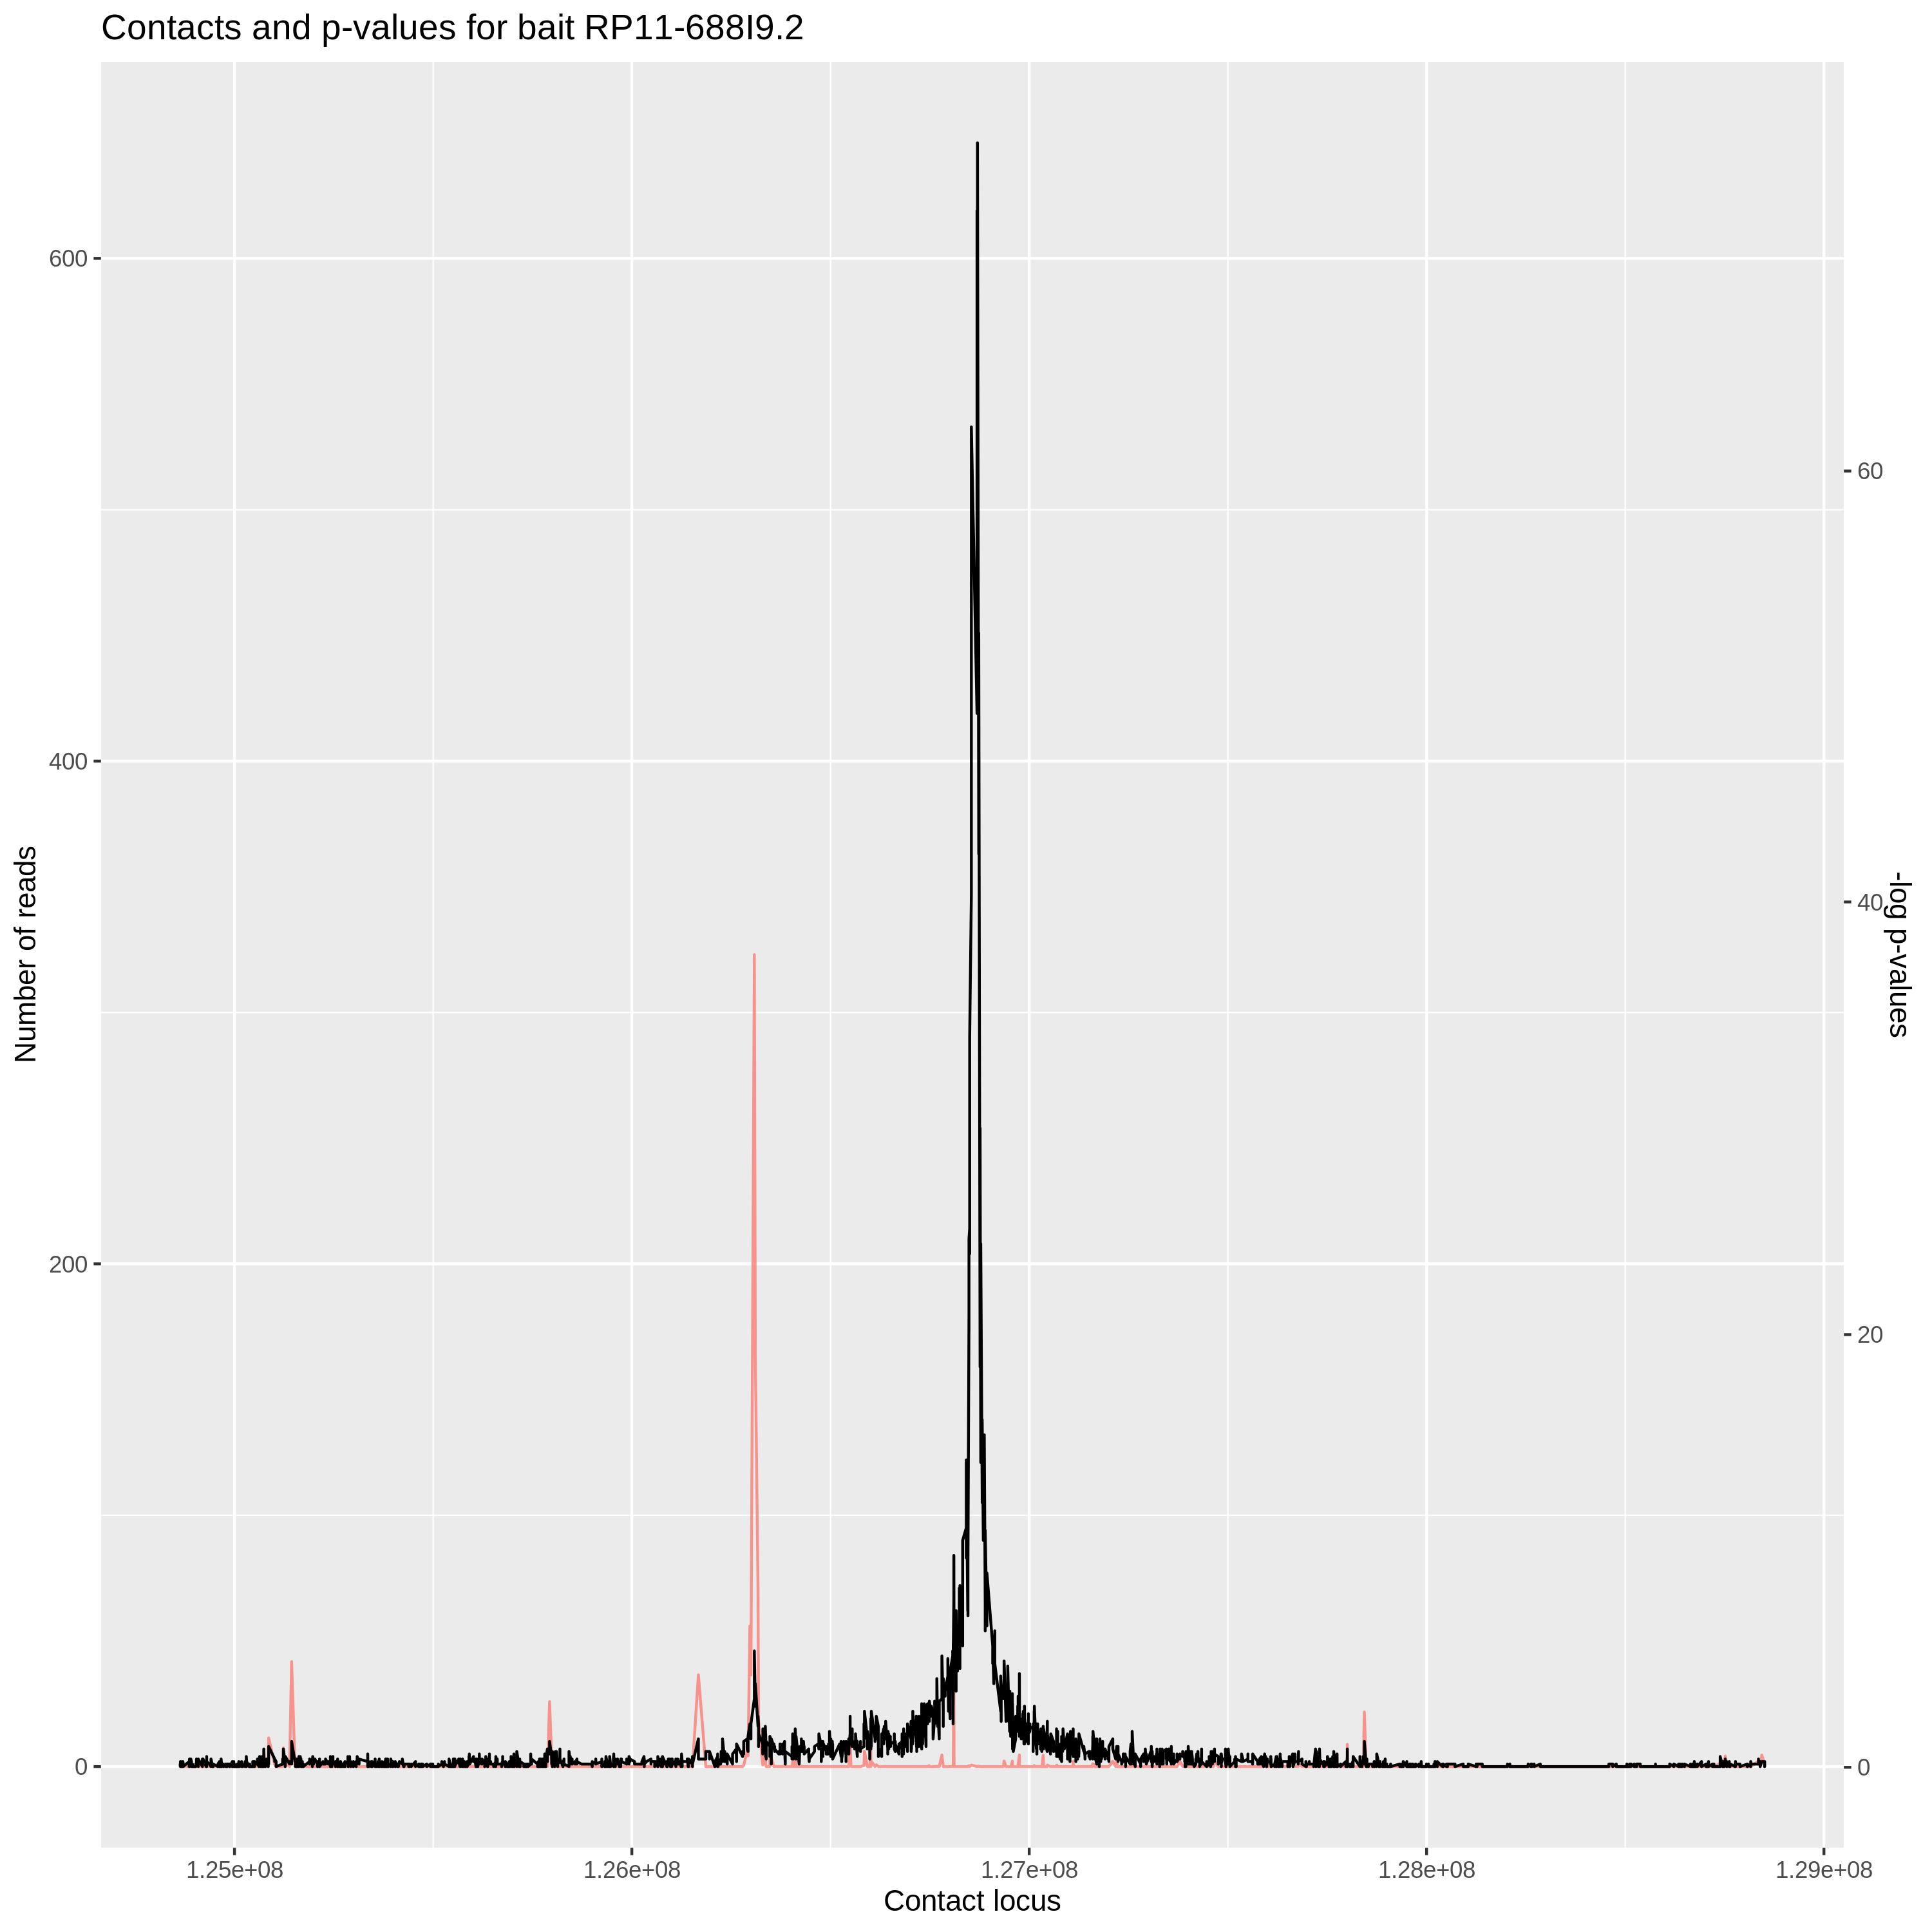 Contacts and p-values for bait RP11-688I9.2
600
400
200
0
Number of reads
60
40
20
0
-log p-values
1.25e+08
1.26e+08
1.27e+08
1.28e+08
1.29e+08
Contact locus